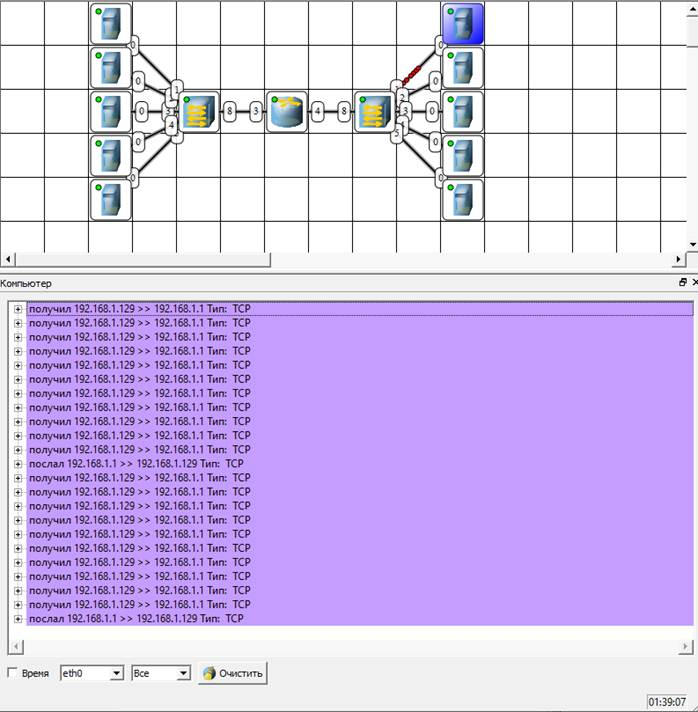 0 0
0 1 2 0
0 3 8 3 4 8 3 0
0 4 0
0 5 0
Компьютер
получил 192.168.1.129 >> 192.168.1.1 Тип: TCP
получил 192.168.1.129 >> 192.168.1.1 Тип: TCP
получил 192.168.1.129 >> 192.168.1.1 Тип: TCP
получил 192.168.1.129 >> 192.168.1.1 Тип: TCP
получил 192.168.1.129 >> 192.168.1.1 Тип: TCP
получил 192.168.1.129 >> 192.168.1.1 Тип: TCP
получил 192.168.1.129 >> 192.168.1.1 Тип: TCP
получил 192.168.1.129 >> 192.168.1.1 Тип: TCP
получил 192.168.1.129 >> 192.168.1.1 Тип: TCP
получил 192.168.1.129 >> 192.168.1.1 Тип: TCP
получил 192.168.1.129 >> 192.168.1.1 Тип: TCP
послал 192.168.1.1 >> 192.168.1.129 Тип: TCP
получил 192.168.1.129 >> 192.168.1.1 Тип: TCP
получил 192.168.1.129 >> 192.168.1.1 Тип: TCP
получил 192.168.1.129 >> 192.168.1.1 Тип: TCP
получил 192.168.1.129 >> 192.168.1.1 Тип: TCP
получил 192.168.1.129 >> 192.168.1.1 Тип: TCP
получил 192.168.1.129 >> 192.168.1.1 Тип: TCP
получил 192.168.1.129 >> 192.168.1.1 Тип: TCP
получил 192.168.1.129 >> 192.168.1.1 Тип: TCP
получил 192.168.1.129 >> 192.168.1.1 Тип: TCP
получил 192.168.1.129 >> 192.168.1.1 Тип: TCP
послал 192.168.1.1 >> 192.168.1.129 Тип: TCP
Время eth0 Все Очистить
01:39:07